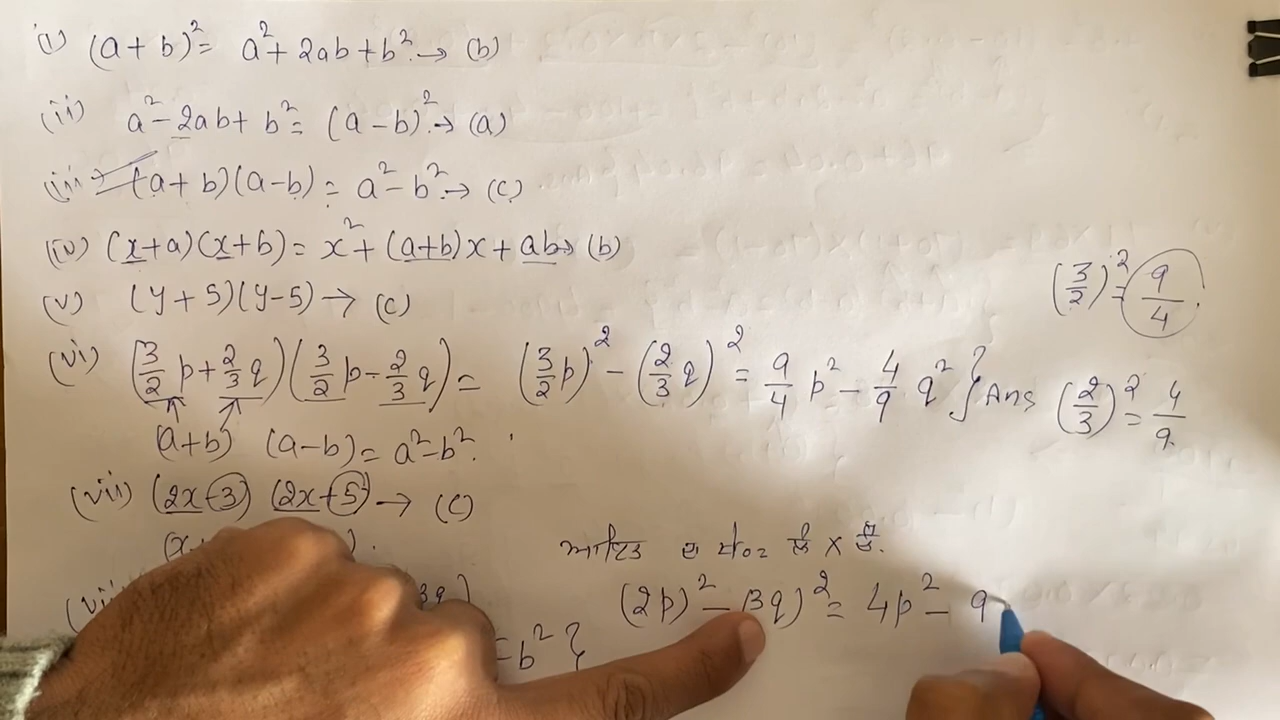 (i) (a + b)² = a² + 2ab + b² → (b)
(ii) a² - 2ab + b² = (a - b)² → (a)
(iii) (a + b)(a - b) = a² - b² → (C)
(iv) (x + a)(x + b) = x² + (a+b)x + ab → (b)
(v) (y + 5)(y - 5) → (C)
(3/2)² = 9/4
(vi) (3/2 p + 2/3 q)(3/2 p - 2/3 q) = (3/2 p)² - (2/3 q)² = 9/4 p² - 4/9 q² } Ans
(2/3)² = 4/9
(a+b) (a-b) = a² - b².
(vii) (2x+3) (2x+5) → (C)
(2p)² - (3q)² = 4p² - 9
= b² }